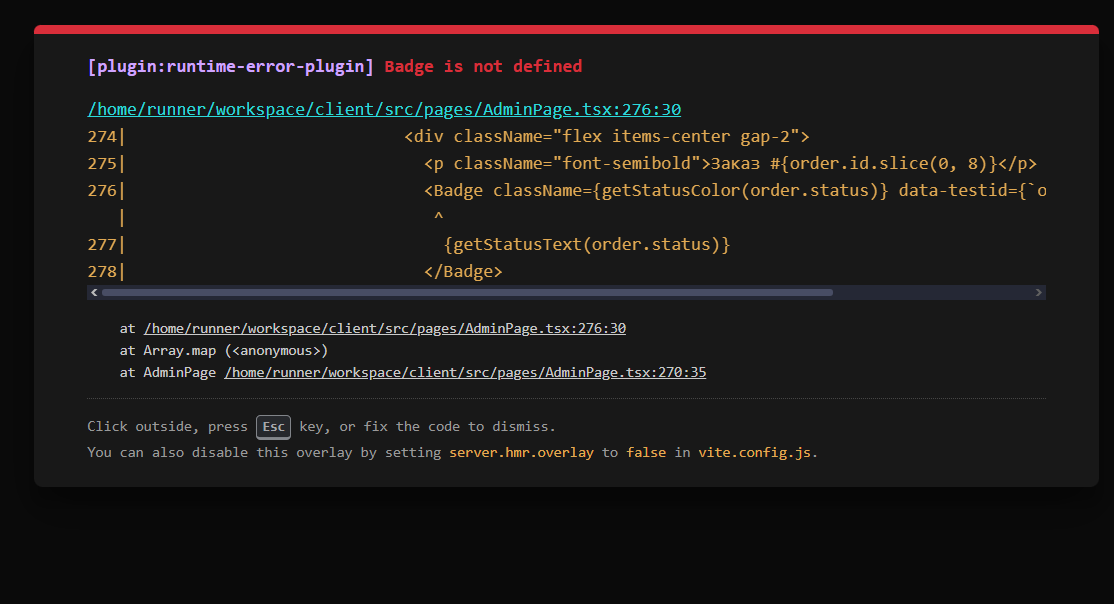 [plugin:runtime-error-plugin] Badge is not defined
/home/runner/workspace/client/src/pages/AdminPage.tsx:276:30
274|                            <div className="flex items-center gap-2">
275|                              <p className="font-semibold">Заказ #{order.id.slice(0, 8)}</p>
276|                              <Badge className={getStatusColor(order.status)} data-testid={`o
   |                               ^
277|                                {getStatusText(order.status)}
278|                              </Badge>
at /home/runner/workspace/client/src/pages/AdminPage.tsx:276:30
at Array.map (<anonymous>)
at AdminPage /home/runner/workspace/client/src/pages/AdminPage.tsx:270:35
Click outside, press Esc key, or fix the code to dismiss.
You can also disable this overlay by setting server.hmr.overlay to false in vite.config.js.